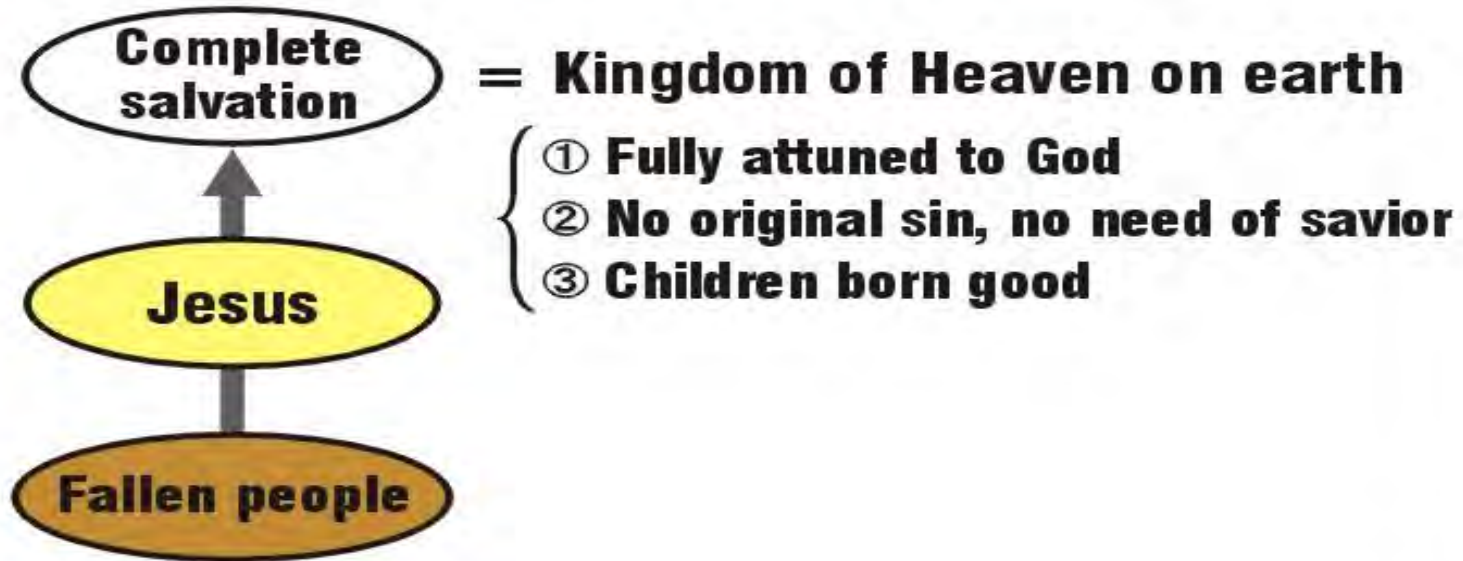 Complete
salvation
= Kingdom of Heaven on earth
① Fully attuned to God
② No original sin, no need of savior
③ Children born good
Jesus
Fallen people